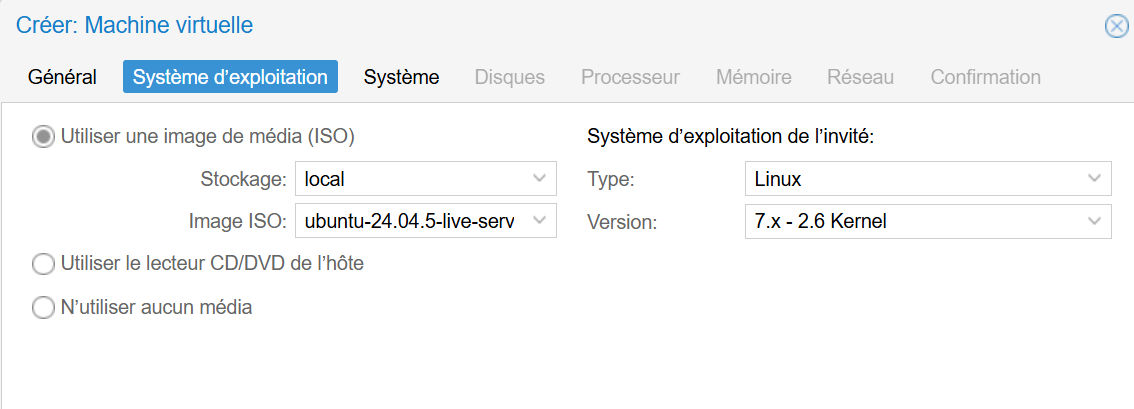 Créer: Machine virtuelle
Général Système d’exploitation Système Disques Processeur Mémoire Réseau Confirmation
Utiliser une image de média (ISO) Système d’exploitation de l’invité:
Stockage: local Type: Linux
Image ISO: ubuntu-24.04.5-live-serv Version: 7.x - 2.6 Kernel
Utiliser le lecteur CD/DVD de l’hôte
N’utiliser aucun média